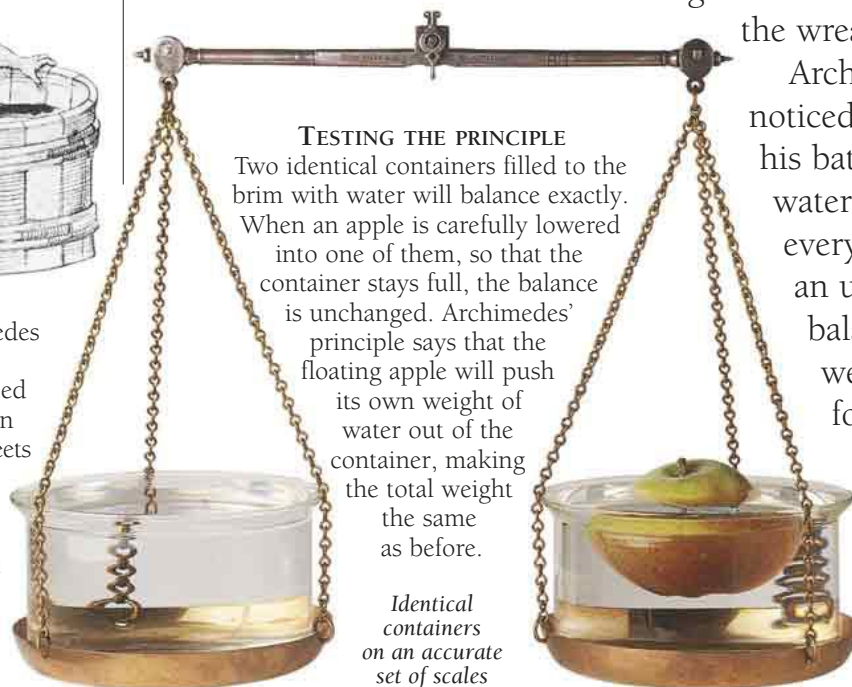 TESTING THE PRINCIPLE
Two identical containers filled to the
brim with water will balance exactly.
When an apple is carefully lowered
into one of them, so that the
container stays full, the balance
is unchanged. Archimedes’
principle says that the
floating apple will push
its own weight of
water out of the
container, making
the total weight
the same
as before.
Identical
containers
on an accurate
set of scales
edes
ed
n
eets
the wrea
Arch
noticed
his bat
water
every
an u
bala
we
fo